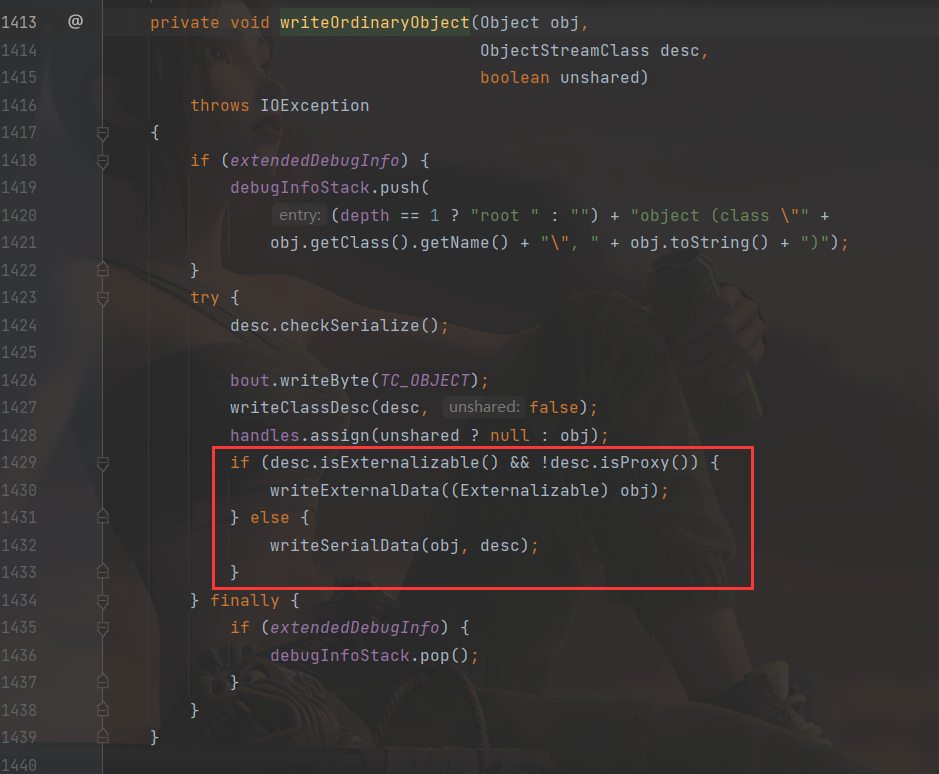 1413 @ private void writeOrdinaryObject(Object obj,
1414 ObjectStreamClass desc,
1415 boolean unshared)
1416 throws IOException
1417 {
1418 if (extendedDebugInfo) {
1419 debugInfoStack.push(
1420 entry: (depth == 1 ? "root " : "") + "object (class \"" +
1421 obj.getClass().getName() + "\", " + obj.toString() + ")");
1422 }
1423 try {
1424 desc.checkSerialize();
1425
1426 bout.writeByte(TC_OBJECT);
1427 writeClassDesc(desc, unshared: false);
1428 handles.assign(unshared ? null : obj);
1429 if (desc.isExternalizable() && !desc.isProxy()) {
1430 writeExternalData((Externalizable) obj);
1431 } else {
1432 writeSerialData(obj, desc);
1433 }
1434 } finally {
1435 if (extendedDebugInfo) {
1436 debugInfoStack.pop();
1437 }
1438 }
1439 }
1440